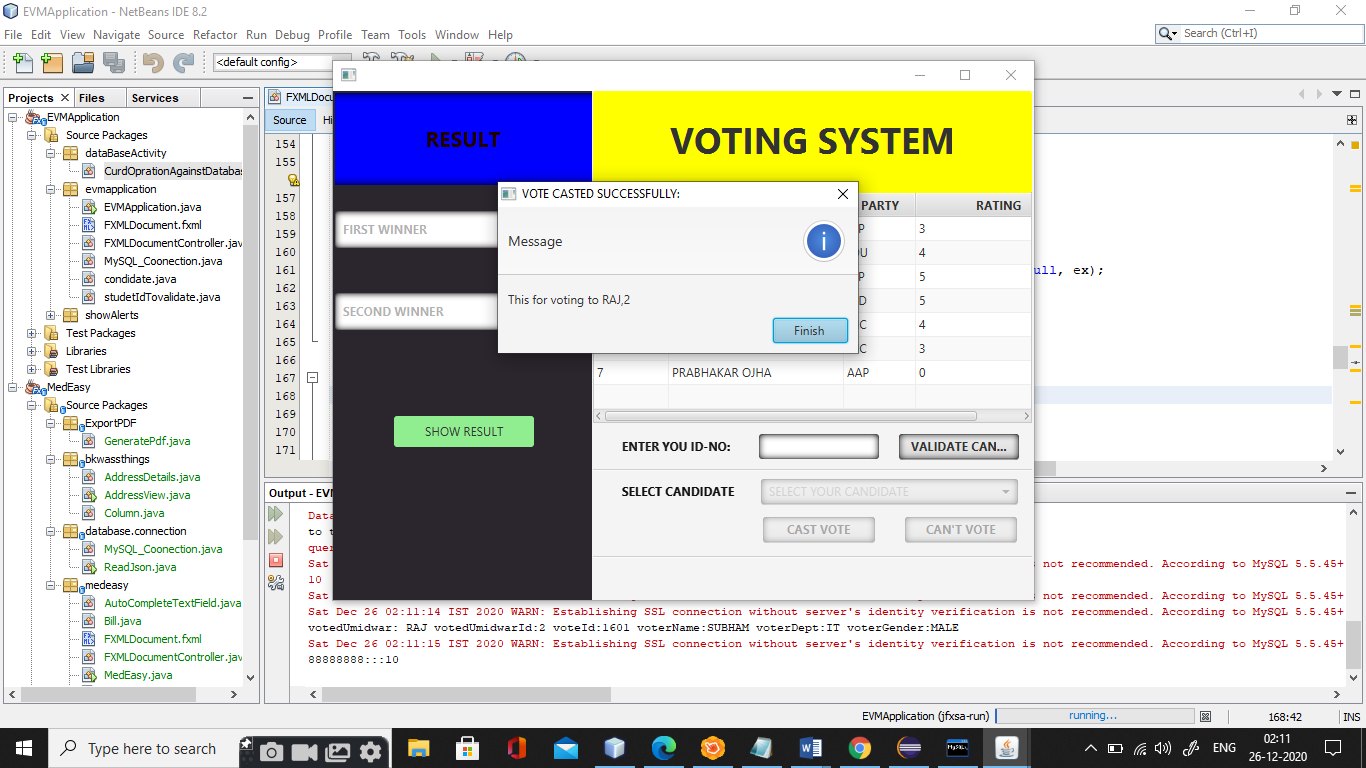 EVMApplication - NetBeans IDE 8.2
File Edit View Navigate Source Refactor Run Debug Profile Team Tools Window Help
Search (Ctrl+I)
<default config>
Projects Files Services
EVMApplication
Source Packages
dataBaseActivity
CurdOprationAgainstDatabas
evmapplication
EVMApplication.java
FXMLDocument.fxml
FXMLDocumentController.jav
MySQL_Coonection.java
condidate.java
studetIdTovalidate.java
showAlerts
Test Packages
Libraries
Test Libraries
MedEasy
Source Packages
ExportPDF
GeneratePdf.java
bkwassthings
AddressDetails.java
AddressView.java
Column.java
database.connection
MySQL_Coonection.java
ReadJson.java
medeasy
AutoCompleteTextField.java
Bill.java
FXMLDocument.fxml
FXMLDocumentController.jav
MedEasy.java
FXMLDocu
Source Hi
154
155
157
158
159
160
161
162
163
164
165
166
167
168
169
170
171
ull, ex);
RESULT
VOTING SYSTEM
FIRST WINNER
SECOND WINNER
SHOW RESULT
VOTE CASTED SUCCESSFULLY:
Message
This for voting to RAJ,2
Finish
PARTY RATING
P 3
DU 4
P 5
D 5
C 4
C 3
7 PRABHAKAR OJHA AAP 0
ENTER YOU ID-NO:
VALIDATE CAN...
SELECT CANDIDATE
SELECT YOUR CANDIDATE
CAST VOTE CAN'T VOTE
Output - EVM
Data
to t
quer
Sat
is not recommended. According to MySQL 5.5.45+
10
Sat
is not recommended. According to MySQL 5.5.45+
Sat Dec 26 02:11:14 IST 2020 WARN: Establishing SSL connection without server's identity verification is not recommended. According to MySQL 5.5.45+
votedUmidwar: RAJ votedUmidwarId:2 voteId:1601 voterName:SUBHAM voterDept:IT voterGender:MALE
Sat Dec 26 02:11:15 IST 2020 WARN: Establishing SSL connection without server's identity verification is not recommended. According to MySQL 5.5.45+
88888888:::10
EVMApplication (jfxsa-run)
running...
168:42
INS
Type here to search
ENG
02:11
26-12-2020